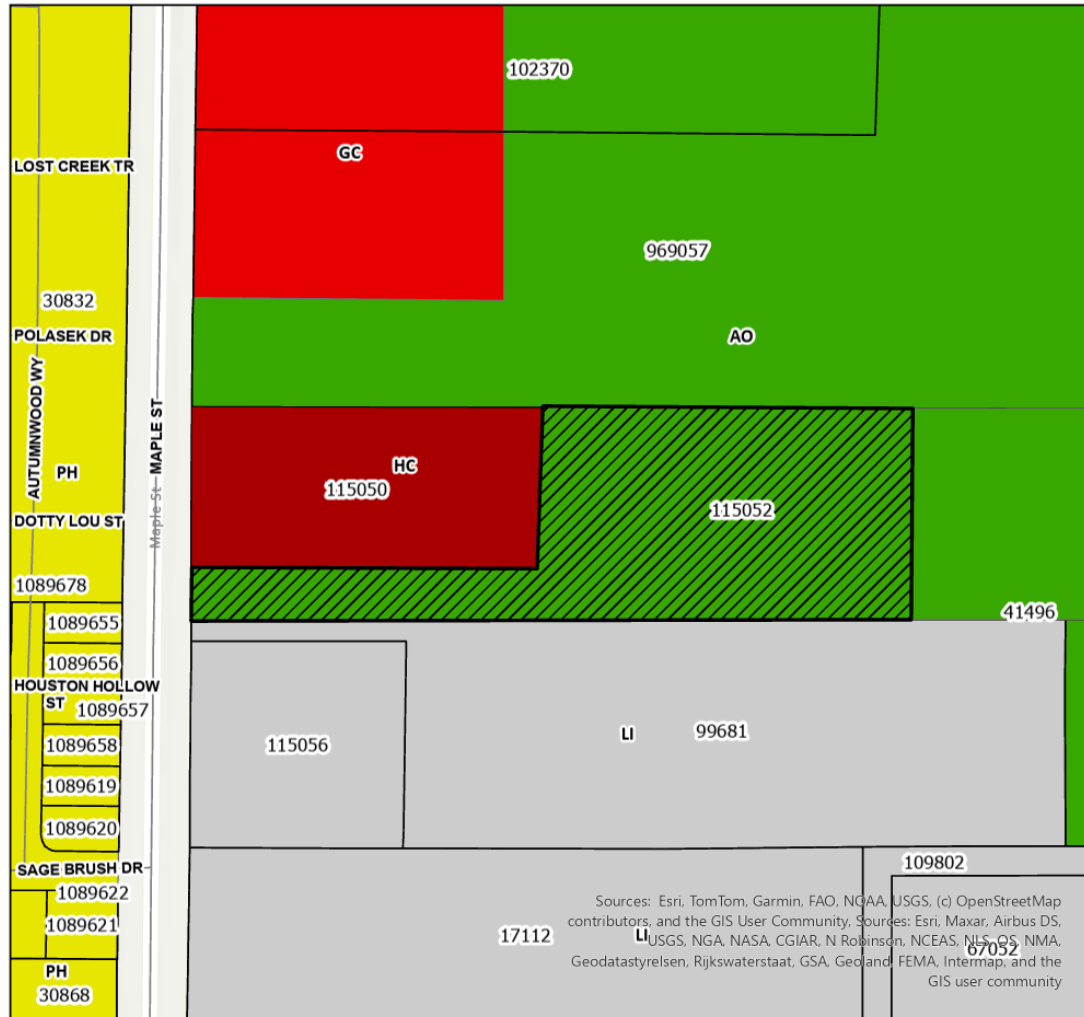 102370
GC
LOST CREEK TR
969057
30832
POLASEK DR
AO
AUTUMNWOOD WY
MAPLE ST
Maple St
PH
HC
115050
115052
DOTTY LOU ST
1089678
41496
1089655
1089656
HOUSTON HOLLOW
ST
1089657
1089658
115056
LI
99681
1089619
1089620
SAGE BRUSH DR
109802
1089622
1089621
17112
LI
67052
PH
30868
Sources: Esri, TomTom, Garmin, FAO, NOAA, USGS, (c) OpenStreetMap
contributors, and the GIS User Community, Sources: Esri, Maxar, Airbus DS,
USGS, NGA, NASA, CGIAR, N Robinson, NCEAS, NLS, OS, NMA,
Geodatastyrelsen, Rijkswaterstaat, GSA, Geoland, FEMA, Intermap, and the
GIS user community